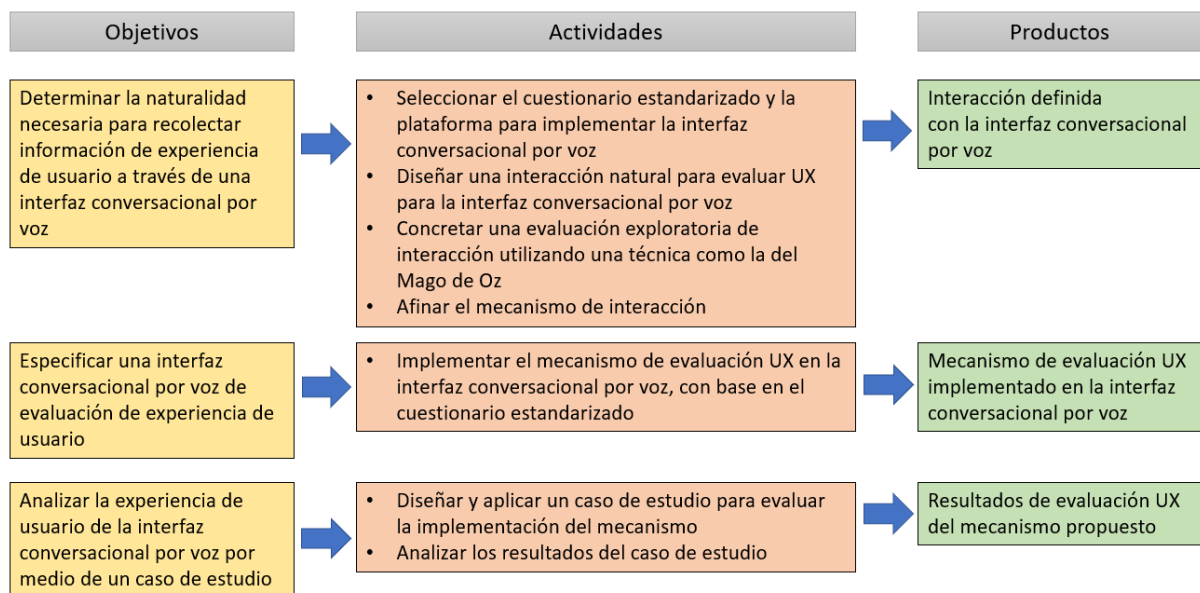 Objetivos
Actividades
Productos
Determinar la naturalidad
necesaria para recolectar
información de experiencia
de usuario a través de una
interfaz conversacional por
voz
• Seleccionar el cuestionario estandarizado y la
plataforma para implementar la interfaz
conversacional por voz
• Diseñar una interacción natural para evaluar UX
para la interfaz conversacional por voz
• Concretar una evaluación exploratoria de
interacción utilizando una técnica como la del
Mago de Oz
• Afinar el mecanismo de interacción
Interacción definida
con la interfaz conversacional
por voz
Especificar una interfaz
conversacional por voz de
evaluación de experiencia de
usuario
• Implementar el mecanismo de evaluación UX en la
interfaz conversacional por voz, con base en el
cuestionario estandarizado
Mecanismo de evaluación UX
implementado en la interfaz
conversacional por voz
Analizar la experiencia de
usuario de la interfaz
conversacional por voz por
medio de un caso de estudio
• Diseñar y aplicar un caso de estudio para evaluar
la implementación del mecanismo
• Analizar los resultados del caso de estudio
Resultados de evaluación UX
del mecanismo propuesto